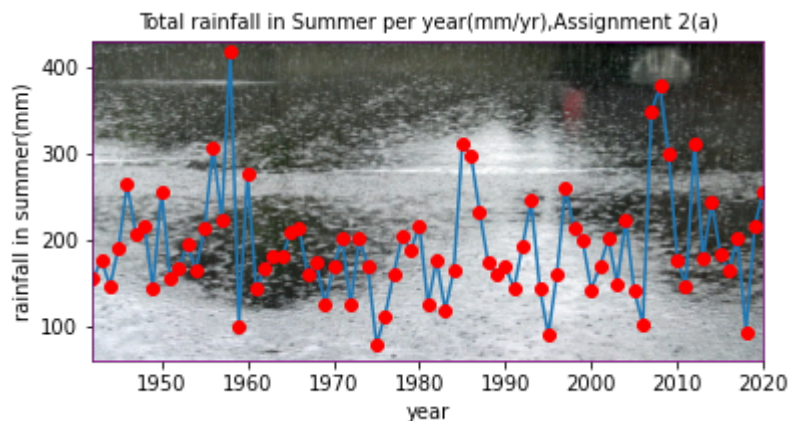 Total rainfall in Summer per year(mm/yr),Assignment 2(a)
400
300
200
100
rainfall in summer(mm)
1950 1960 1970 1980 1990 2000 2010 2020
year